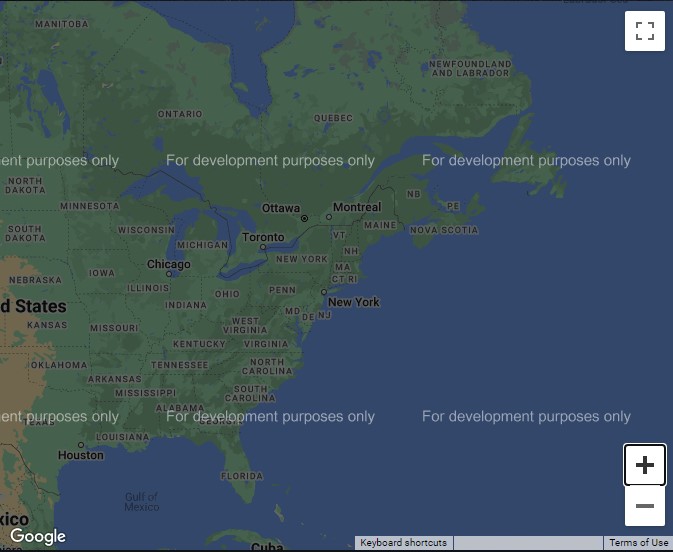 MANITOBA
NEWFOUNDLAND
AND LABRADOR
ONTARIO
QUEBEC
ent purposes only
For development purposes only
For development purposes only
NORTH
DAKOTA
NB
PE
MINNESOTA
Ottawa
Montreal
MAINE
NOVA SCOTIA
SOUTH
DAKOTA
WISCONSIN
MICHIGAN
Toronto
VT
NH
NEW YORK
MA
CT RI
Chicago
IOWA
NEBRASKA
ILLINOIS
OHIO
PENN
INDIANA
New York
d States
MD
DE
NJ
KANSAS
MISSOURI
WEST
VIRGINIA
KENTUCKY
VIRGINIA
OKLAHOMA
TENNESSEE
NORTH
CAROLINA
ARKANSAS
MISSISSIPPI
SOUTH
CAROLINA
ALABAMA
GEORGIA
ment purposes only
For development purposes only
For development purposes only
TEXAS
LOUISIANA
Houston
FLORIDA
Gulf of
Mexico
xico
Cuba
Google
Keyboard shortcuts
Terms of Use